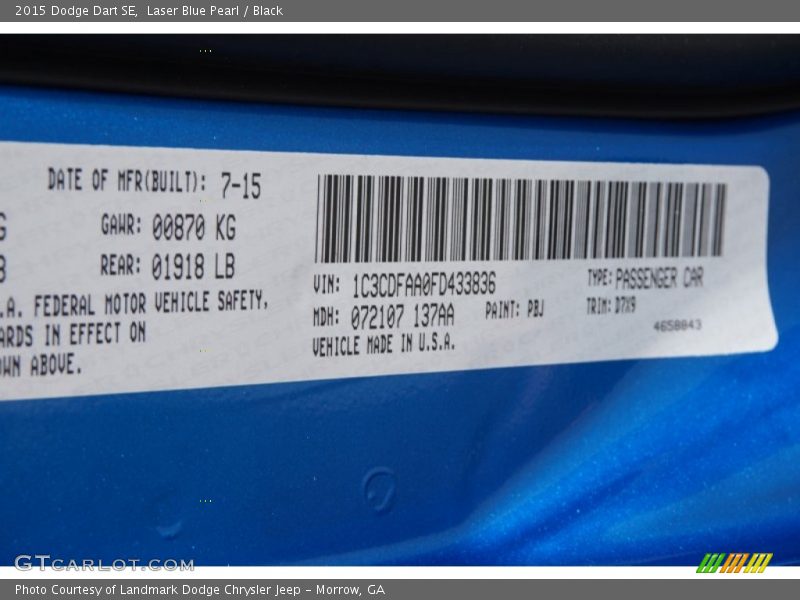 2015 Dodge Dart SE,  Laser Blue Pearl / Black
DATE OF MFR(BUILT): 7-15
GAWR: 00870 KG
REAR: 01918 LB
.A. FEDERAL MOTOR VEHICLE SAFETY,
ARDS IN EFFECT ON
WN ABOVE.
VIN: 1C3CDFAA0FD433836
TYPE: PASSENGER CAR
MDH: 072107 137AA
PAINT: PBJ
TRIM: D7X9
VEHICLE MADE IN U.S.A.
4658843
GTCARLOT.COM
Photo Courtesy of Landmark Dodge Chrysler Jeep – Morrow, GA